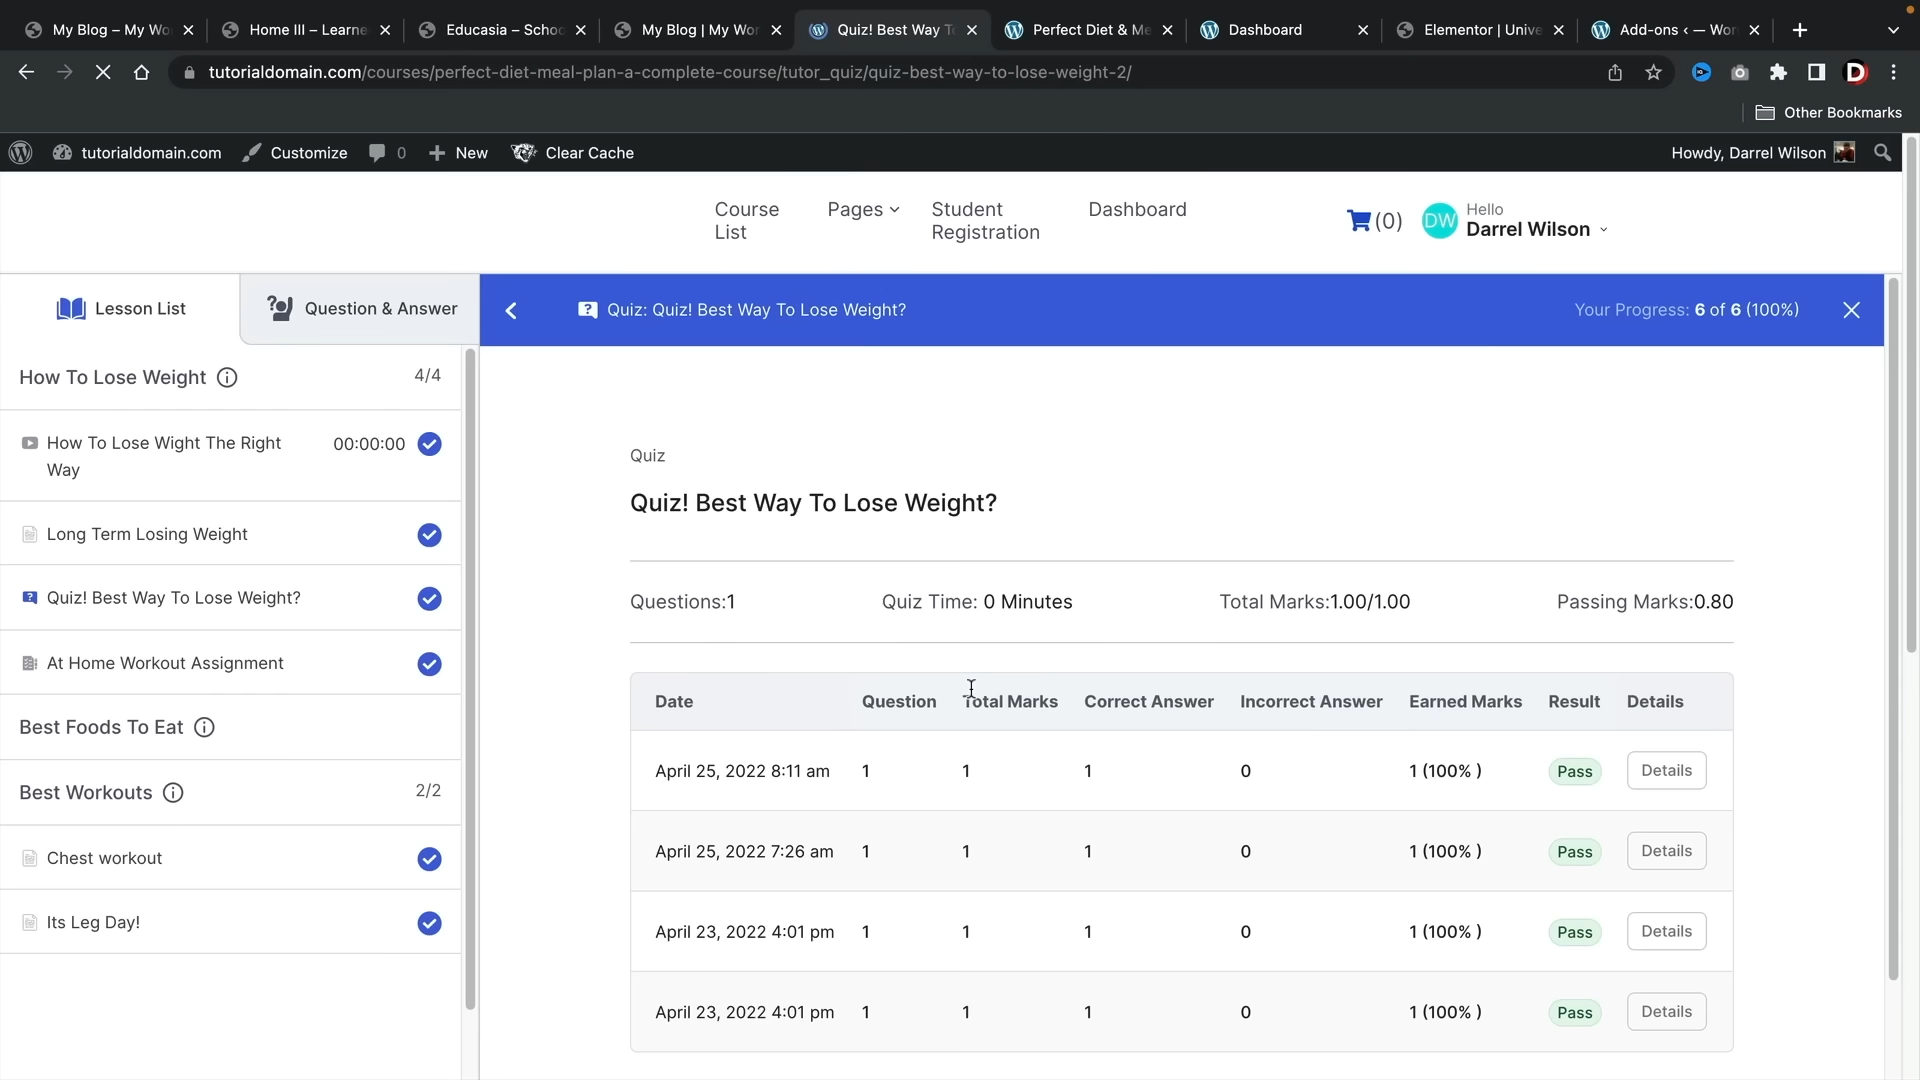 My Blog – My Wo
Home III – Learne
Educasia – Schoo
My Blog | My Wor
Quiz! Best Way T
Perfect Diet & Me
Dashboard
Elementor | Unive
Add-ons ‹ — Wor
tutorialdomain.com/courses/perfect-diet-meal-plan-a-complete-course/tutor_quiz/quiz-best-way-to-lose-weight-2/
Other Bookmarks
tutorialdomain.com
Customize
0
New
Clear Cache
Howdy, Darrel Wilson
Course
List
Pages
Student
Registration
Dashboard
(0)
DW
Hello
Darrel Wilson
Lesson List
Question & Answer
Quiz: Quiz! Best Way To Lose Weight?
Your Progress: 6 of 6 (100%)
How To Lose Weight 4/4
How To Lose Wight The Right
Way
00:00:00
Long Term Losing Weight
Quiz! Best Way To Lose Weight?
At Home Workout Assignment
Best Foods To Eat
Best Workouts 2/2
Chest workout
Its Leg Day!
Quiz
Quiz! Best Way To Lose Weight?
Questions:1 Quiz Time: 0 Minutes Total Marks:1.00/1.00 Passing Marks:0.80
Date Question Total Marks Correct Answer Incorrect Answer Earned Marks Result Details
April 25, 2022 8:11 am 1 1 1 0 1 (100% ) Pass Details
April 25, 2022 7:26 am 1 1 1 0 1 (100% ) Pass Details
April 23, 2022 4:01 pm 1 1 1 0 1 (100% ) Pass Details
April 23, 2022 4:01 pm 1 1 1 0 1 (100% ) Pass Details